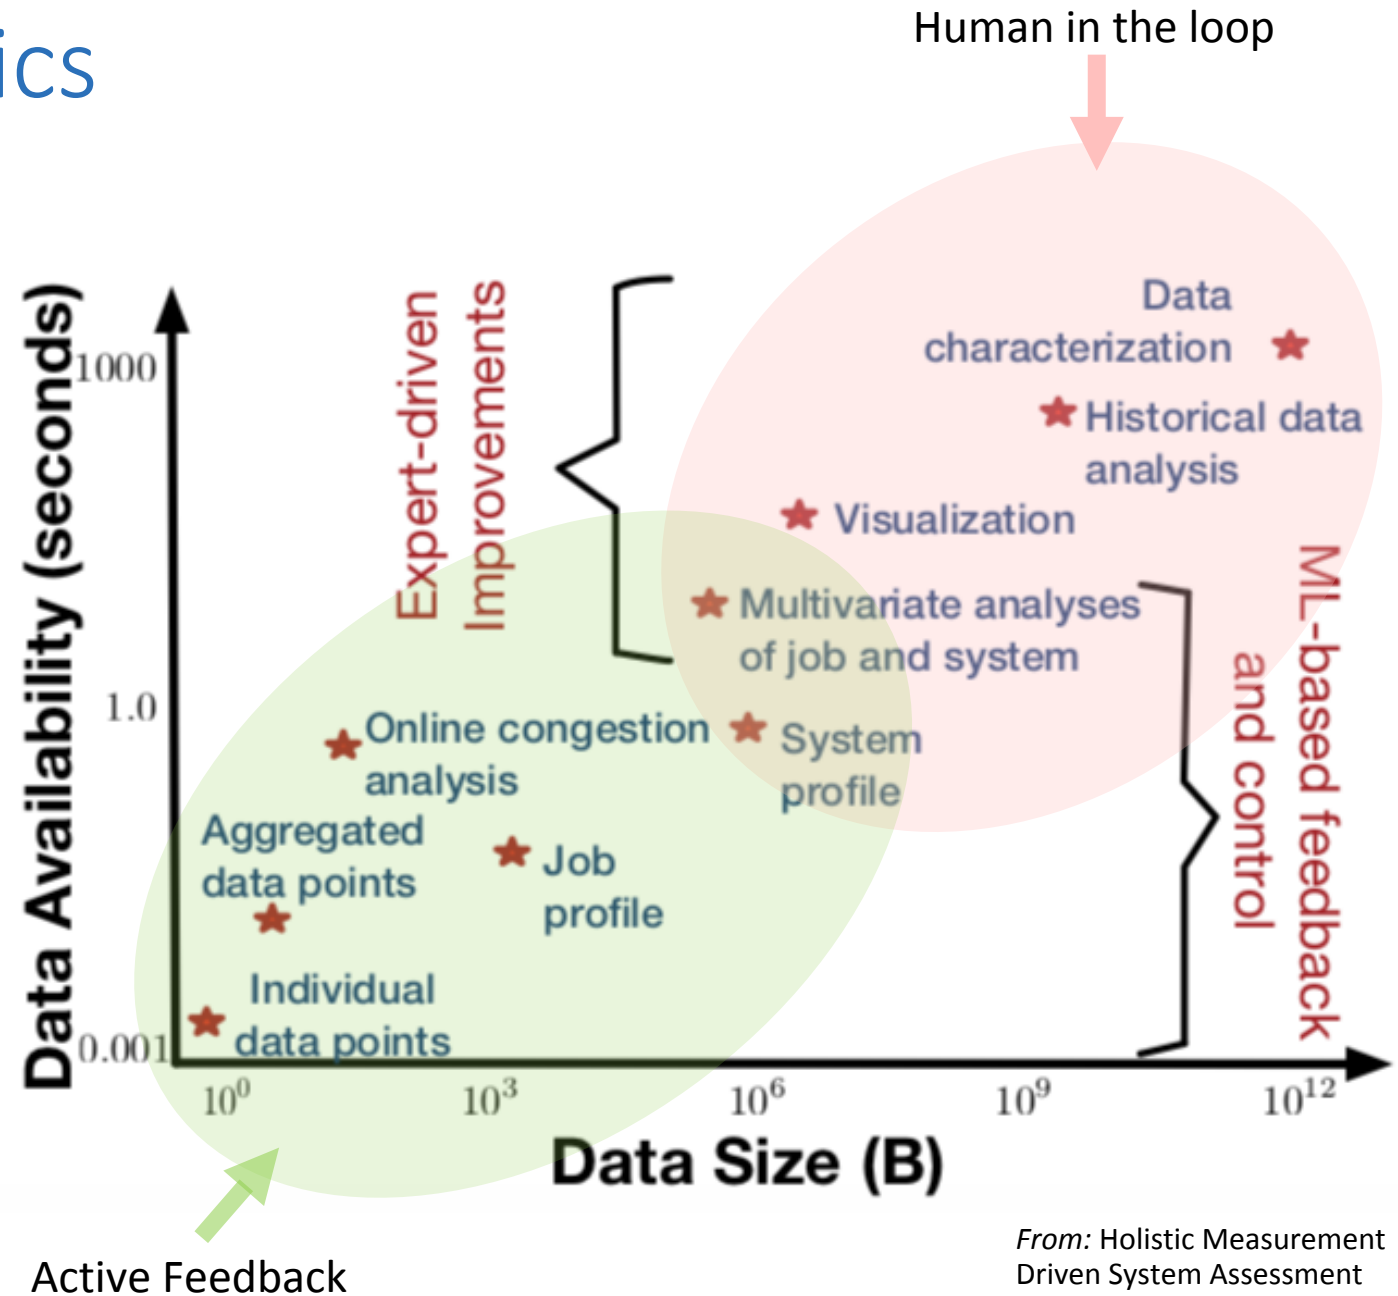 ics
Human in the loop
Data Availability (seconds)
1000
1.0
0.001
Expert-driven
Improvements
Data
characterization
Historical data
analysis
Visualization
Multivariate analyses
of job and system
System
profile
Online congestion
analysis
Aggregated
data points
Job
profile
Individual
data points
ML-based feedback
and control
10⁰
10³
10⁶
10⁹
10¹²
Data Size (B)
Active Feedback
From: Holistic Measurement
Driven System Assessment